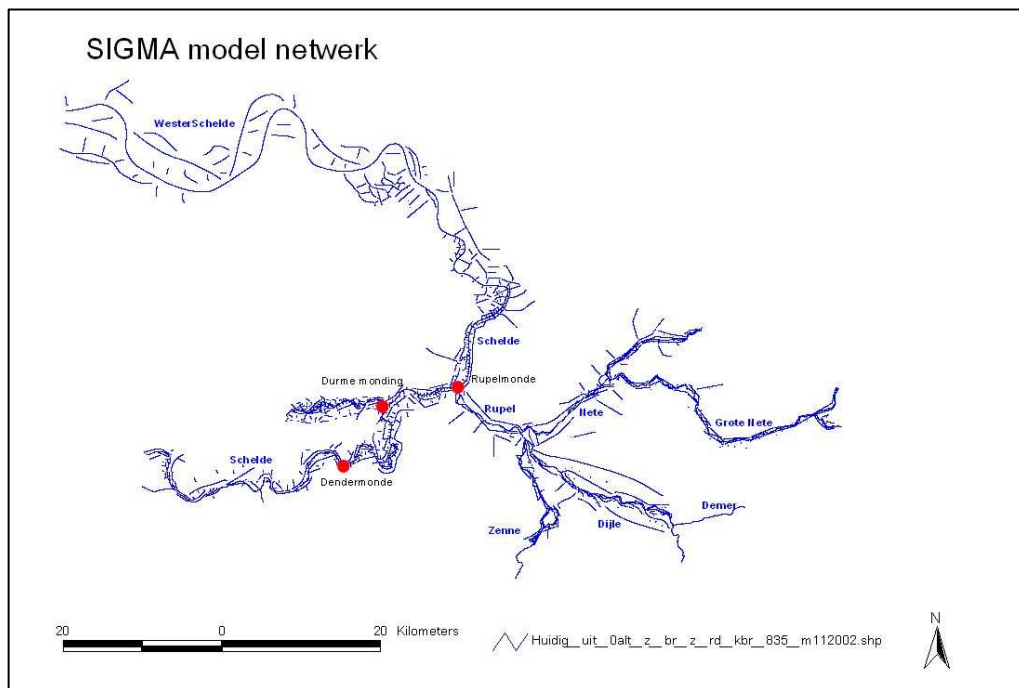 SIGMA model netwerk
WesterSchelde
Schelde
Durme monding
Rupelmonde
Rupel
Nete
Grote Nete
Schelde
Dendermonde
Demer
Zenne
Dijle
20 0 20 Kilometers
Huidig__uit__0alt__z__br__z__rd__kbr__835__m112002.shp
N